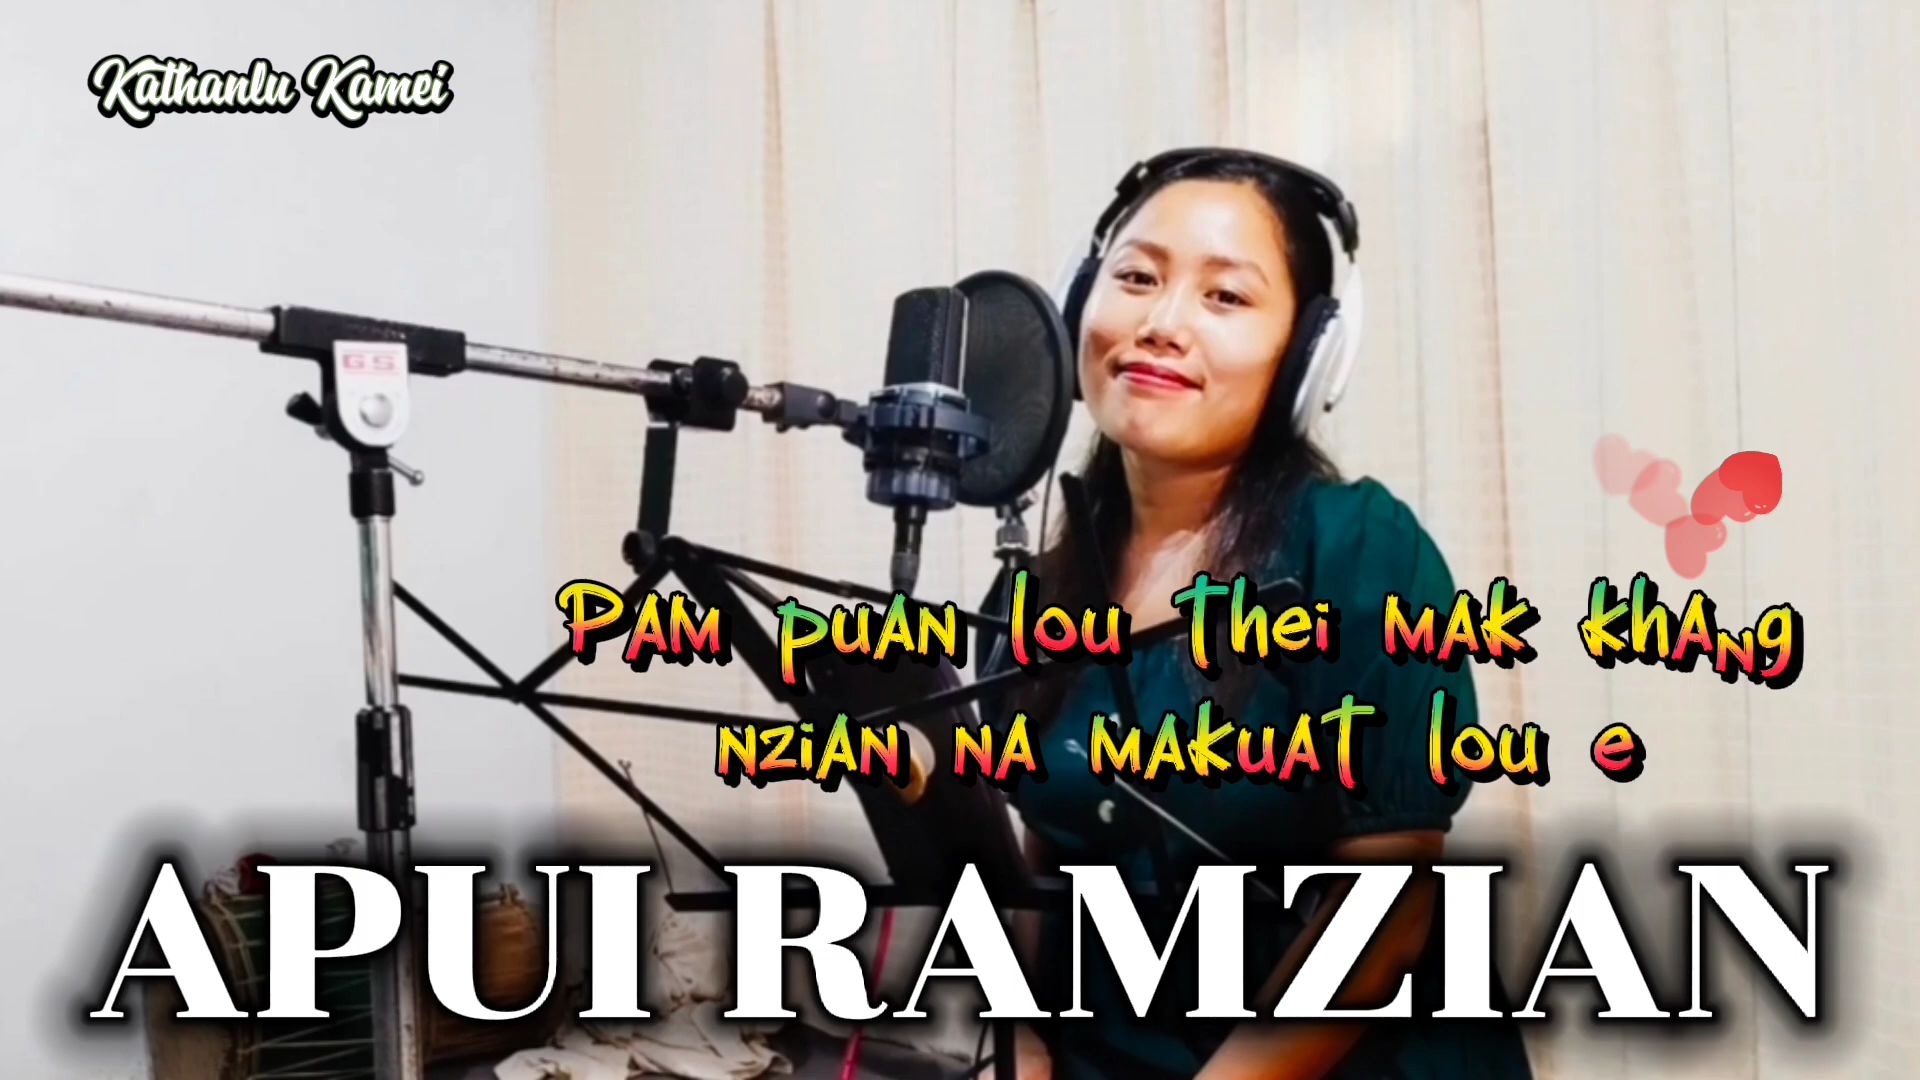 Kathanlu Kamei
G.S.
Pam puan lou thei mak khang
nzian na makuat lou e
APUI RAMZIAN